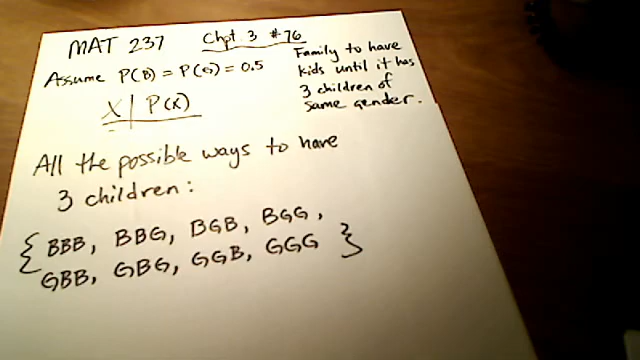 MAT 237 Chpt. 3 #76
Assume P(B) = P(G) = 0.5
Family to have
kids until it has
3 children of
same gender.
X | P(X)
All the possible ways to have
3 children:
{ BBB, BBG, BGB, BGG,
GBB, GBG, GGB, GGG }